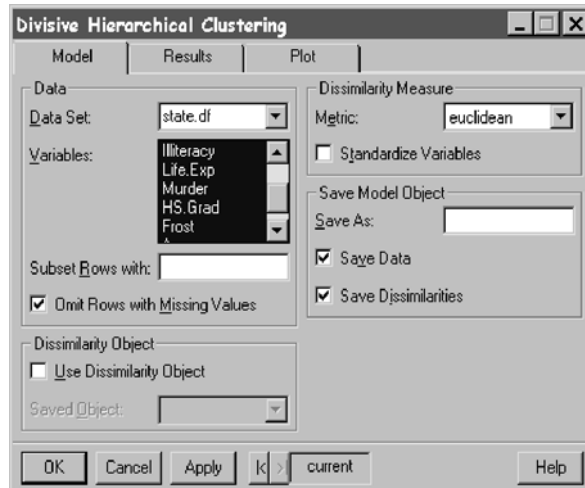 Divisive Hierarchical Clustering
Model Results Plot
Data
Data Set: state.df
Variables:
Illiteracy
Life.Exp
Murder
HS.Grad
Frost
Subset Rows with:
Omit Rows with Missing Values
Dissimilarity Object
Use Dissimilarity Object
Saved Object:
Dissimilarity Measure
Metric: euclidean
Standardize Variables
Save Model Object
Save As:
Save Data
Save Dissimilarities
OK Cancel Apply current Help